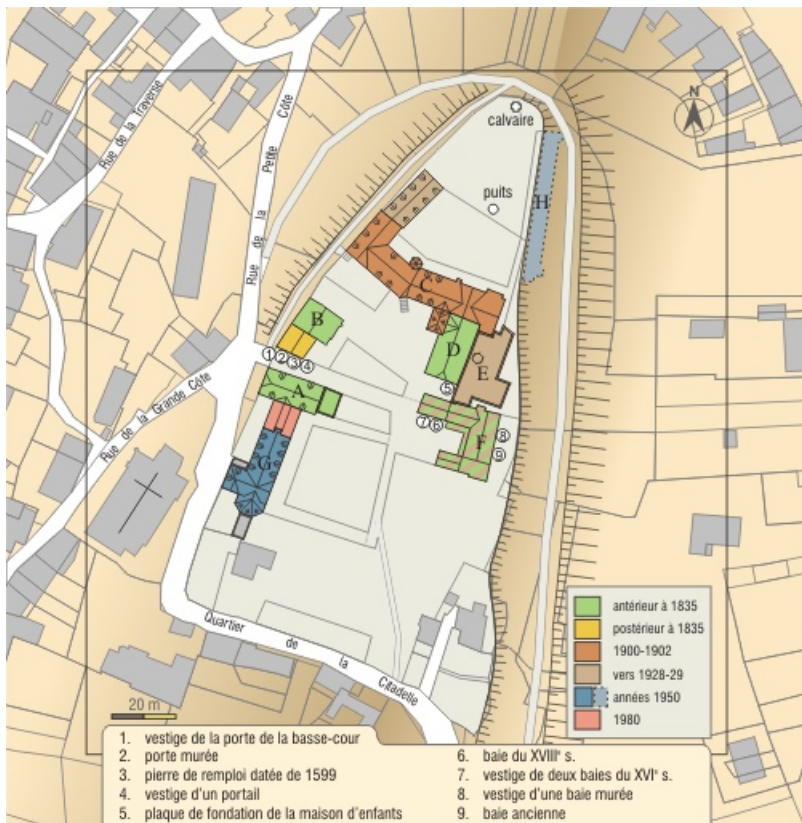 calvaire
N
puits
H
Rue de la Traverse
Rue de la Petite Côte
C
B
D
E
① ② ③ ④
⑤
A
Rue de la Grande Côte
⑦ ⑥
F
⑧
⑨
G
Quartier de la Citadelle
antérieur à 1835
postérieur à 1835
1900-1902
vers 1928-29
années 1950
1980
20 m
1. vestige de la porte de la basse-cour
2. porte murée
3. pierre de remploi datée de 1599
4. vestige d'un portail
5. plaque de fondation de la maison d'enfants
6. baie du XVIIIᵉ s.
7. vestige de deux baies du XVIᵉ s.
8. vestige d'une baie murée
9. baie ancienne